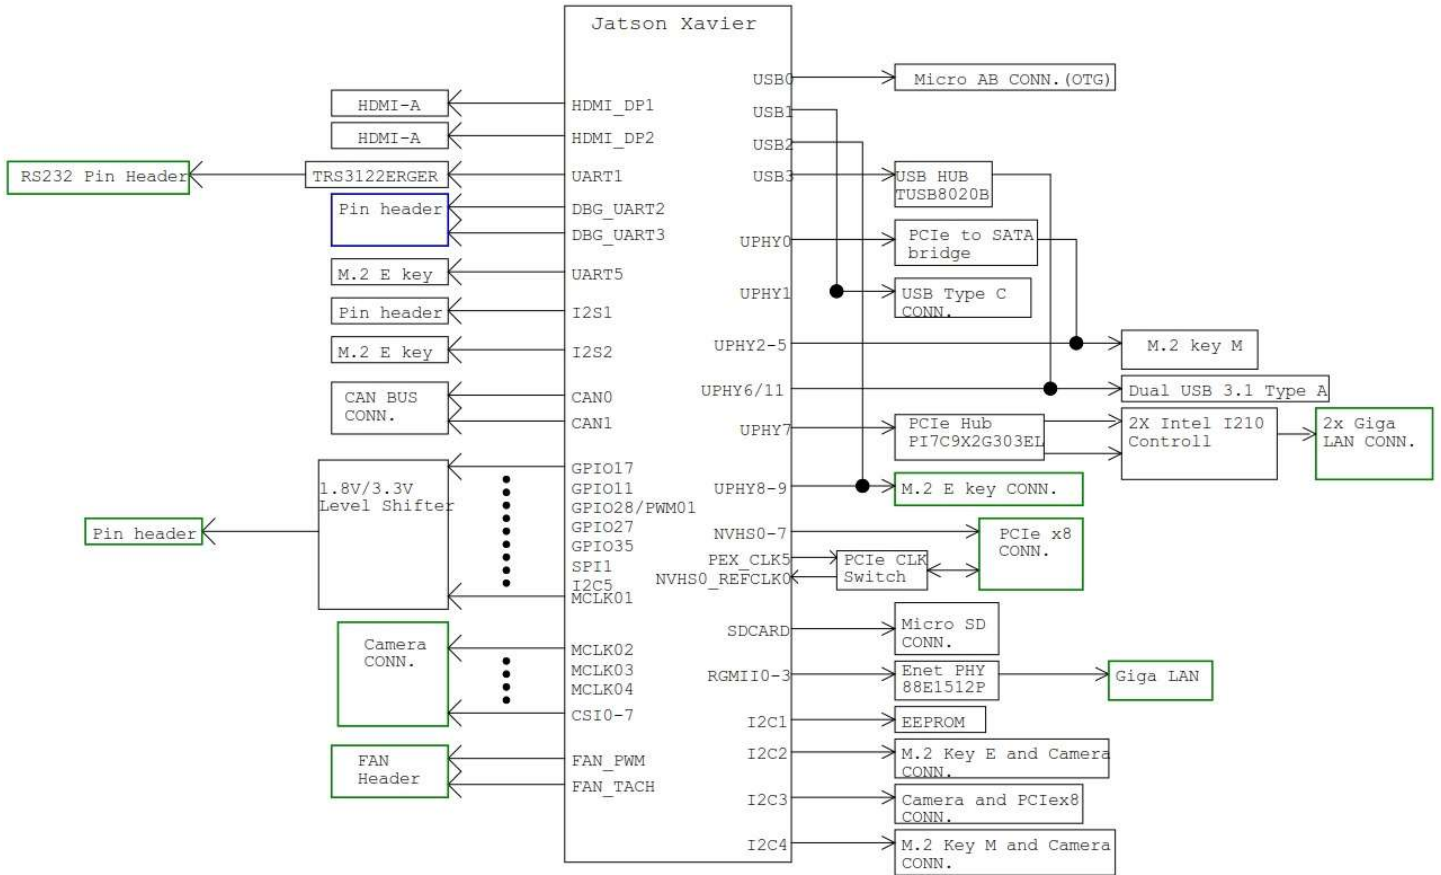 Jatson Xavier
HDMI-A
HDMI-A
RS232 Pin Header
TRS3122ERGER
Pin header
M.2 E key
Pin header
M.2 E key
CAN BUS
CONN.
1.8V/3.3V
Level Shifter
Pin header
Camera
CONN.
FAN
Header
HDMI_DP1
HDMI_DP2
UART1
DBG_UART2
DBG_UART3
UART5
I2S1
I2S2
CAN0
CAN1
GPIO17
GPIO11
GPIO28/PWM01
GPIO27
GPIO35
SPI1
I2C5
MCLK01
MCLK02
MCLK03
MCLK04
CSI0-7
FAN_PWM
FAN_TACH
USB0
USB1
USB2
USB3
UPHY0
UPHY1
UPHY2-5
UPHY6/11
UPHY7
UPHY8-9
NVHS0-7
PEX_CLK5
NVHS0_REFCLK0
SDCARD
RGMII0-3
I2C1
I2C2
I2C3
I2C4
Micro AB CONN.(OTG)
USB HUB
TUSB8020B
PCIe to SATA
bridge
USB Type C
CONN.
M.2 key M
Dual USB 3.1 Type A
PCIe Hub
PI7C9X2G303EL
2X Intel I210
Controll
2x Giga
LAN CONN.
M.2 E key CONN.
PCIe x8
CONN.
PCIe CLK
Switch
Micro SD
CONN.
Enet PHY
88E1512P
Giga LAN
EEPROM
M.2 Key E and Camera
CONN.
Camera and PCIex8
CONN.
M.2 Key M and Camera
CONN.